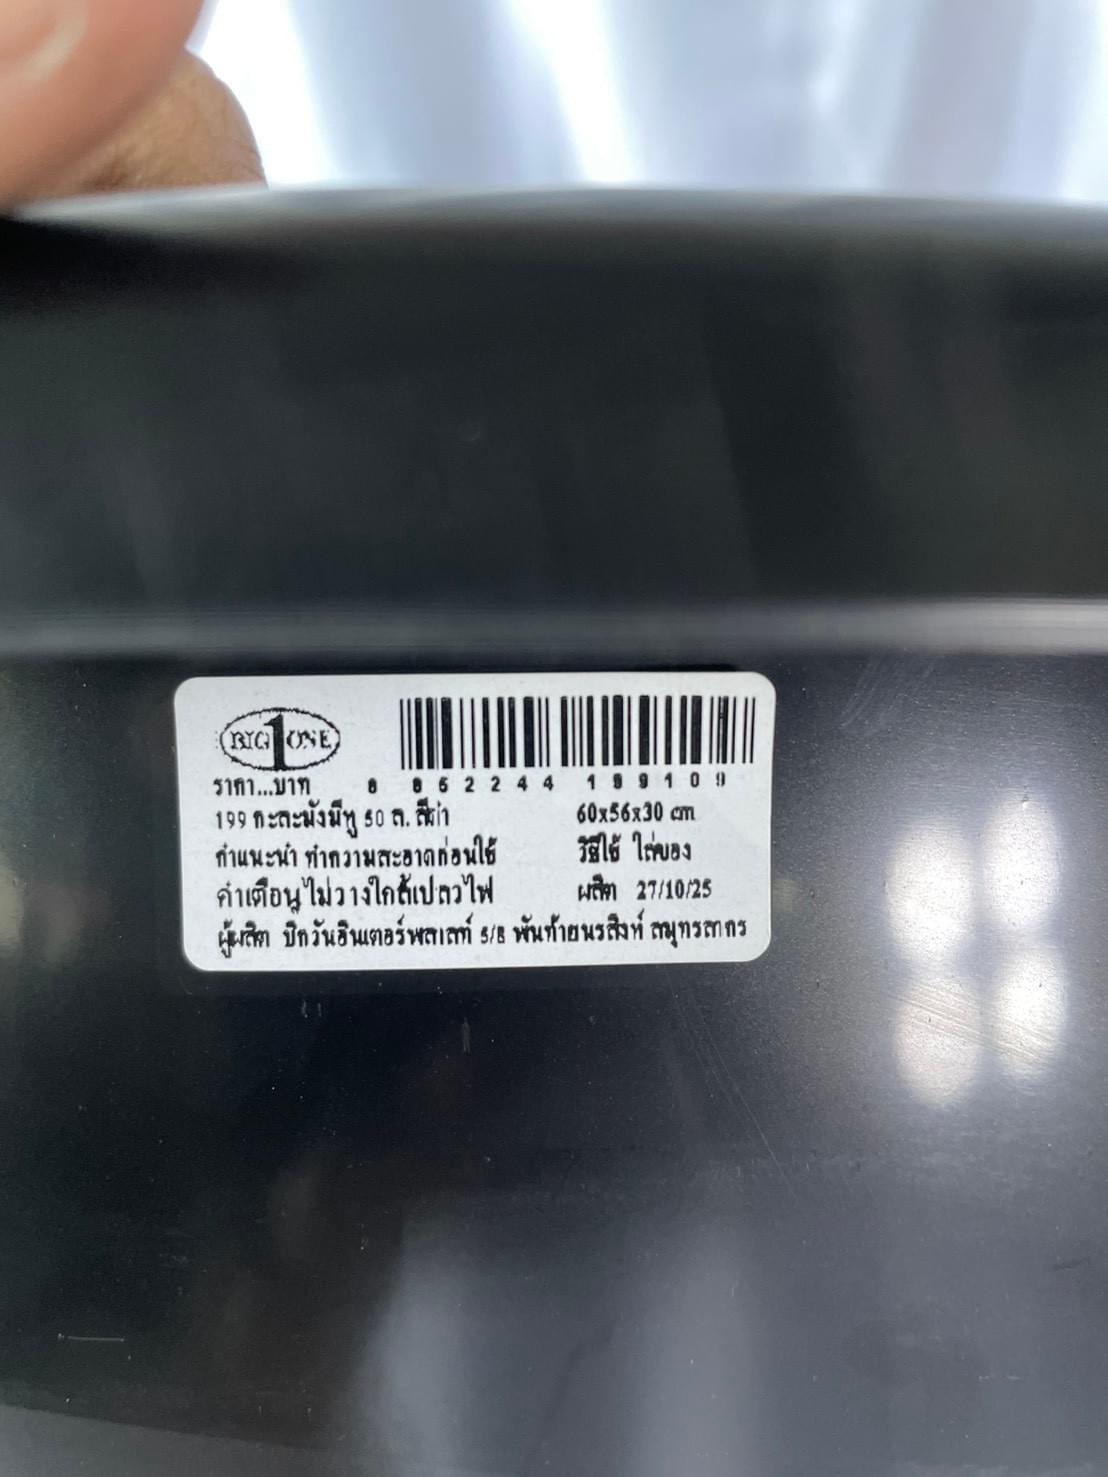 BIG 1 ONE
ราคา...บาท
8 852244 199109
199 กะละมังมีหู 50 ล. สีดำ
60x56x30 cm
คำแนะนำ ทำความสะอาดก่อนใช้
วิธีใช้ ใส่ของ
คำเตือน ไม่วางใกล้เปลวไฟ
ผลิต 27/10/25
ผู้ผลิต บิกวันอินเตอร์พลาสท์ 5/8 พันท้ายนรสิงห์ สมุทรสาคร